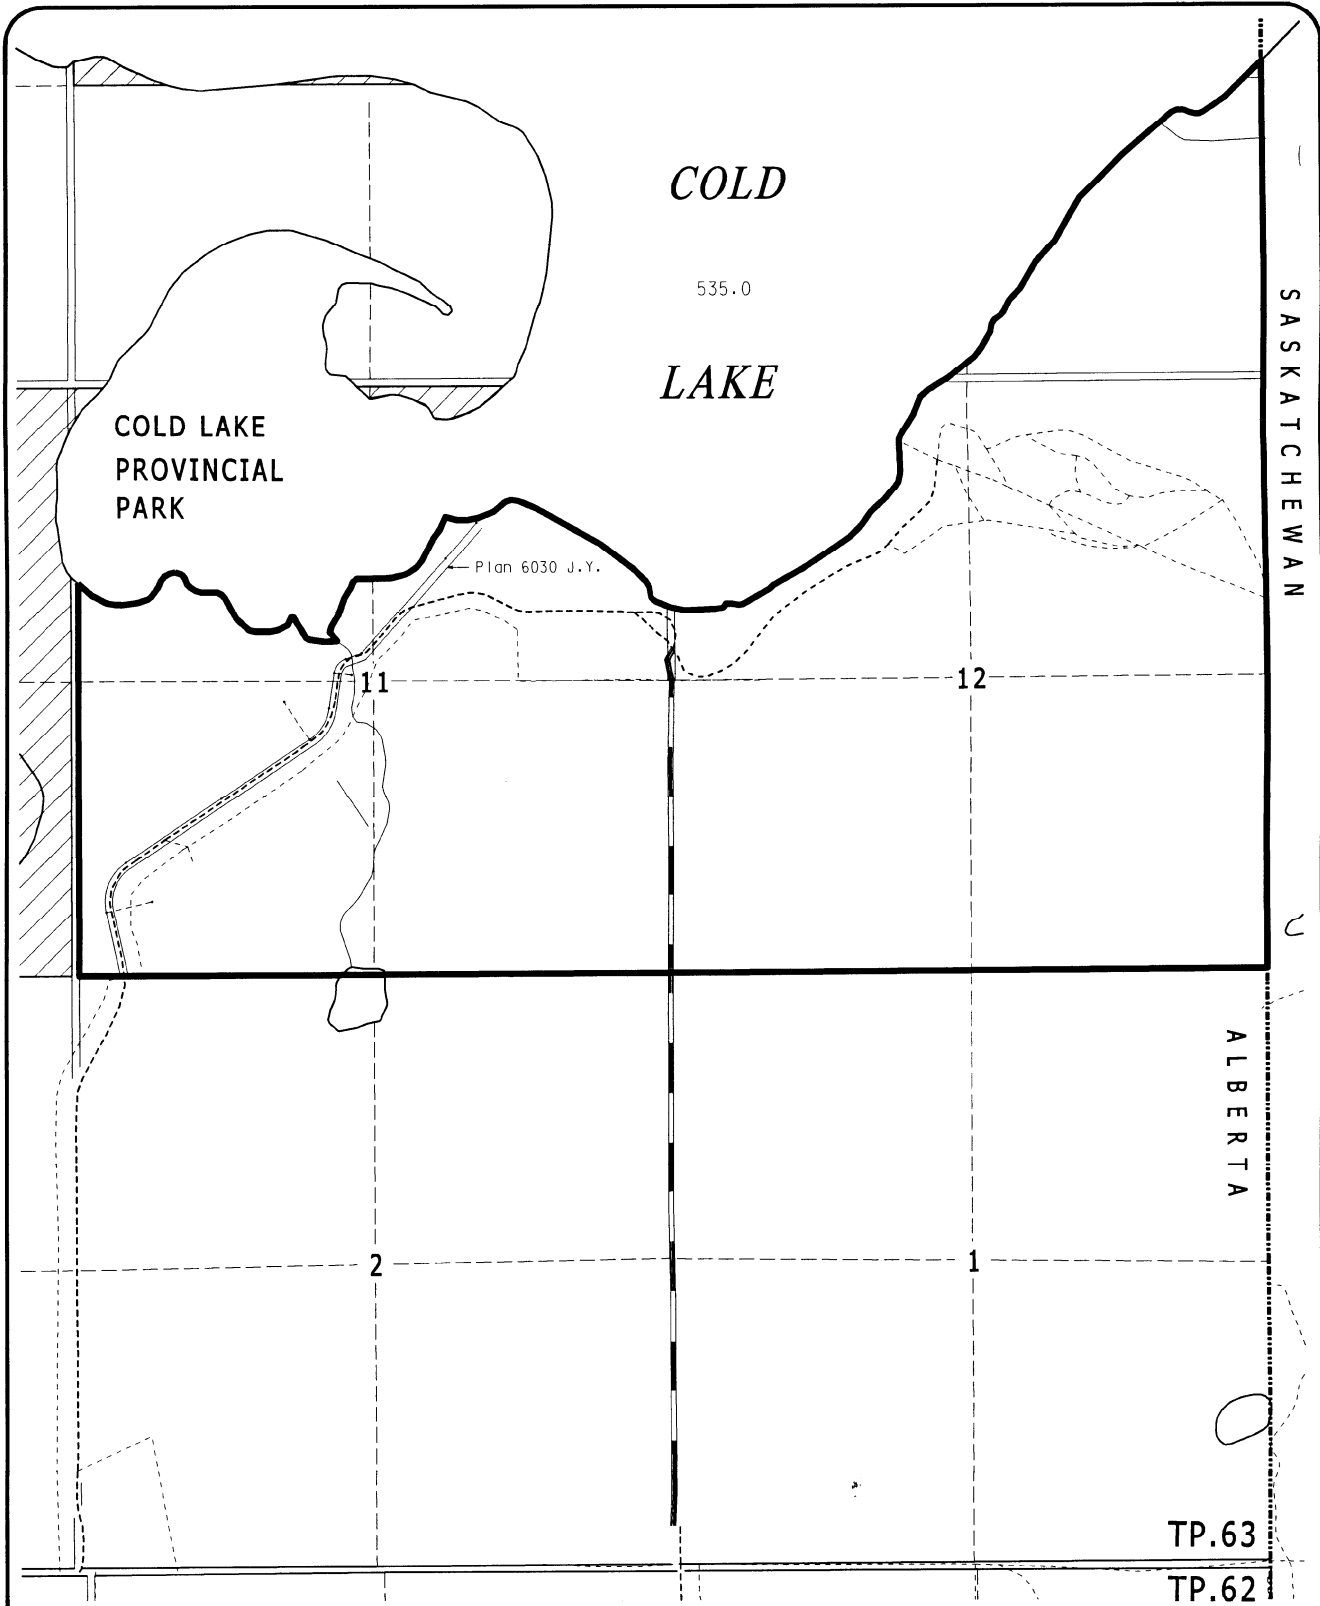 COLD
535.0
LAKE
COLD LAKE
PROVINCIAL
PARK
SASKATCHEWAN
Plan 6030 J.Y.
11
12
ALBERTA
2
1
TP.63
TP.62